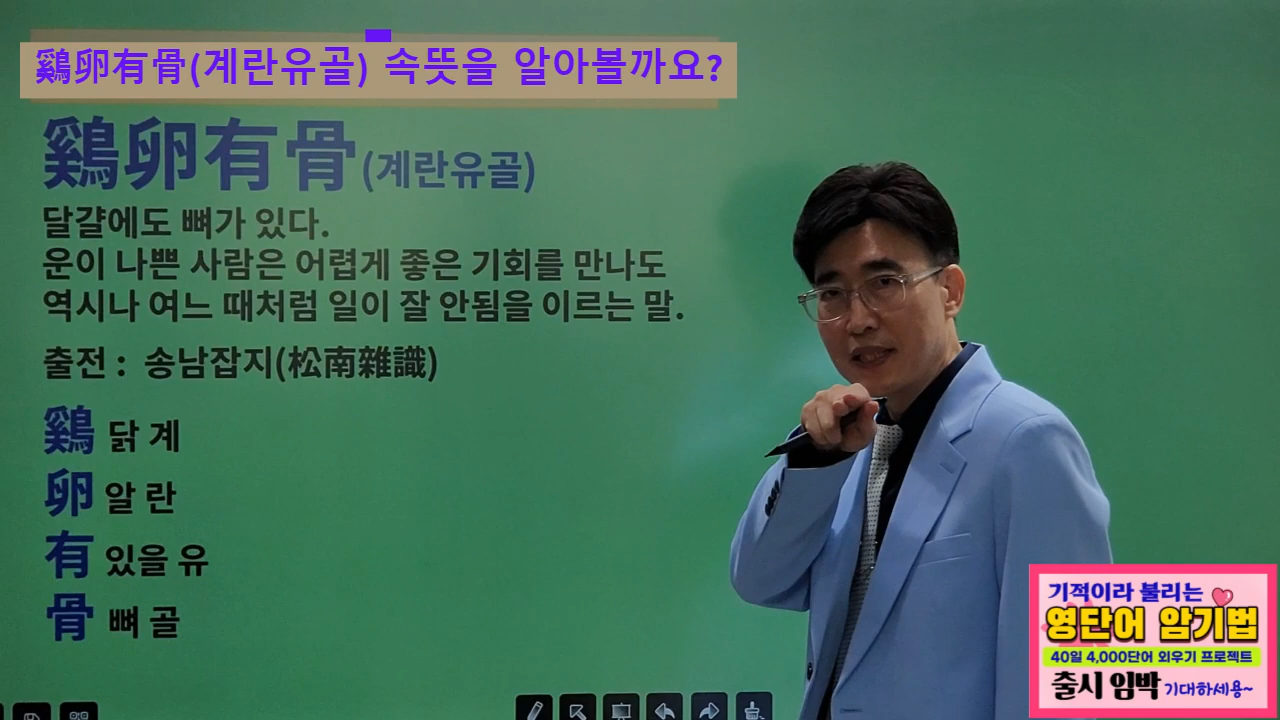 鷄卵有骨(계란유골) 속뜻을 알아볼까요?
鷄卵有骨(계란유골)
달걀에도 뼈가 있다.
운이 나쁜 사람은 어렵게 좋은 기회를 만나도
역시나 여느 때처럼 일이 잘 안됨을 이르는 말.
출전 : 송남잡지(松南雜識)
鷄 닭 계
卵 알 란
有 있을 유
骨 뼈 골
기적이라 불리는
영단어 암기법
40일 4,000단어 외우기 프로젝트
출시 임박 기대하세용~